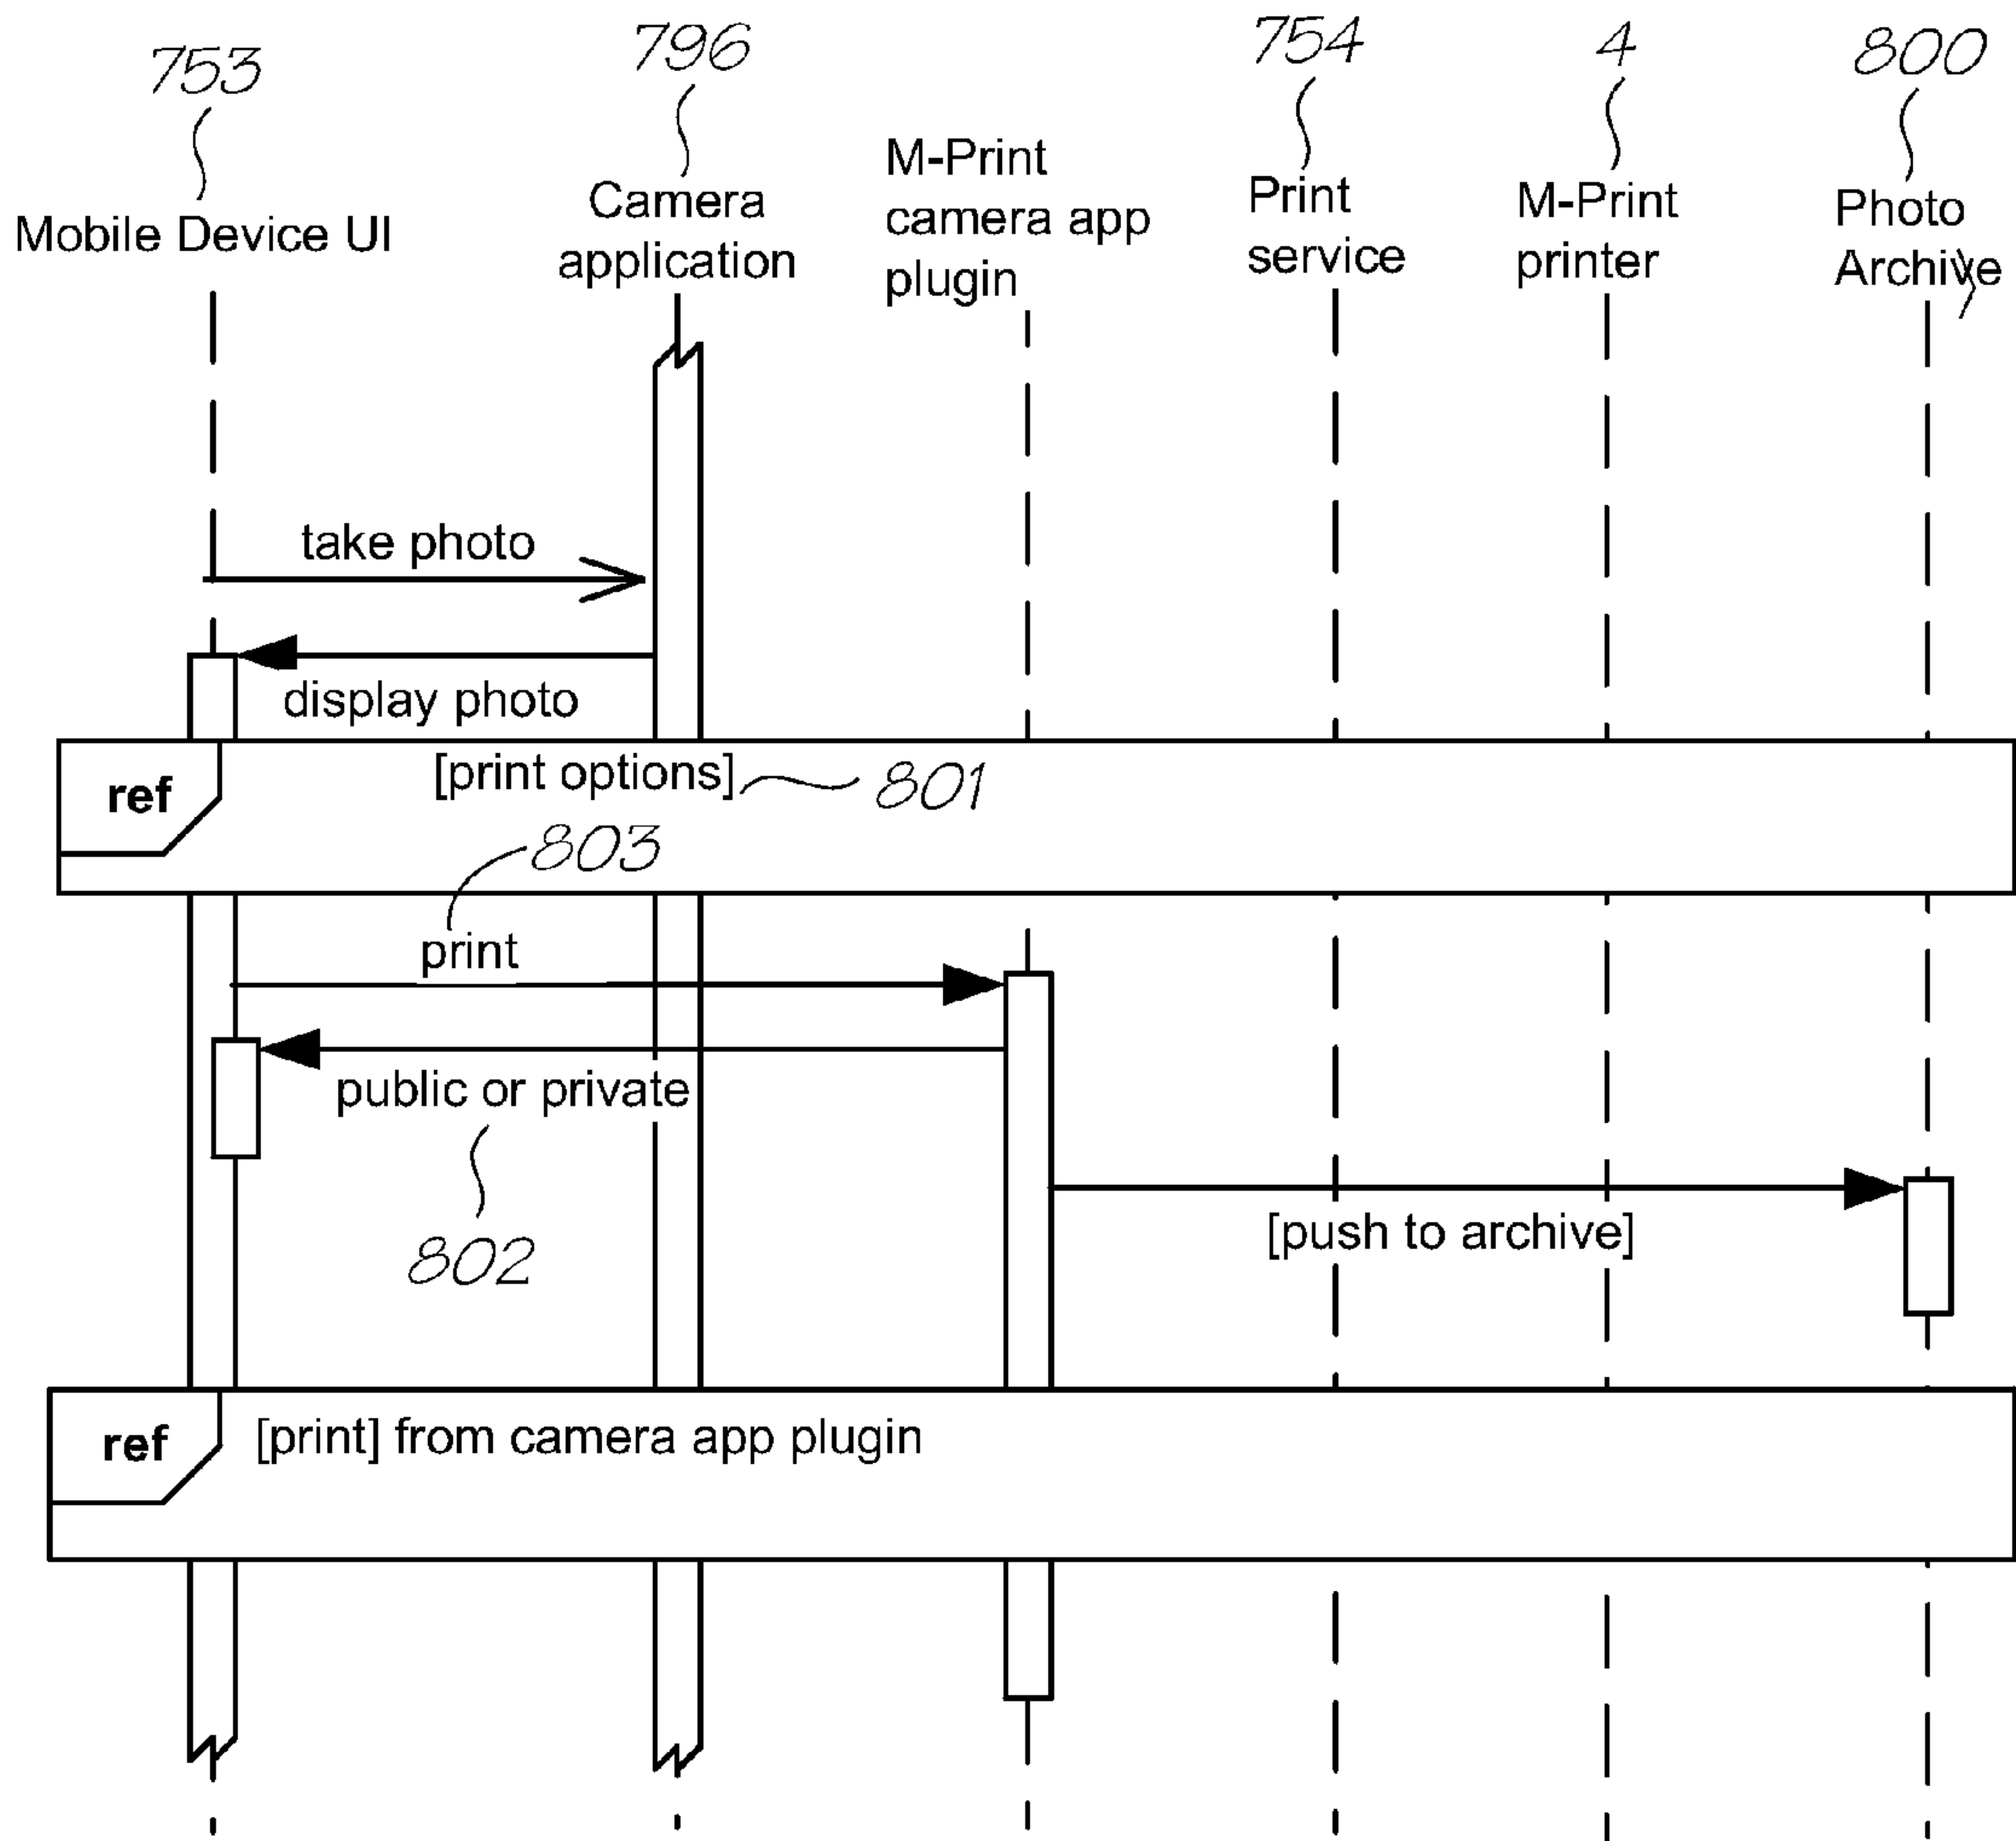 753
796
754
4
800
Mobile Device UI
Camera
application
M-Print
camera app
plugin
Print
service
M-Print
printer
Photo
Archive
take photo
display photo
ref
[print options]
801
803
print
public or private
802
[push to archive]
ref
[print] from camera app plugin